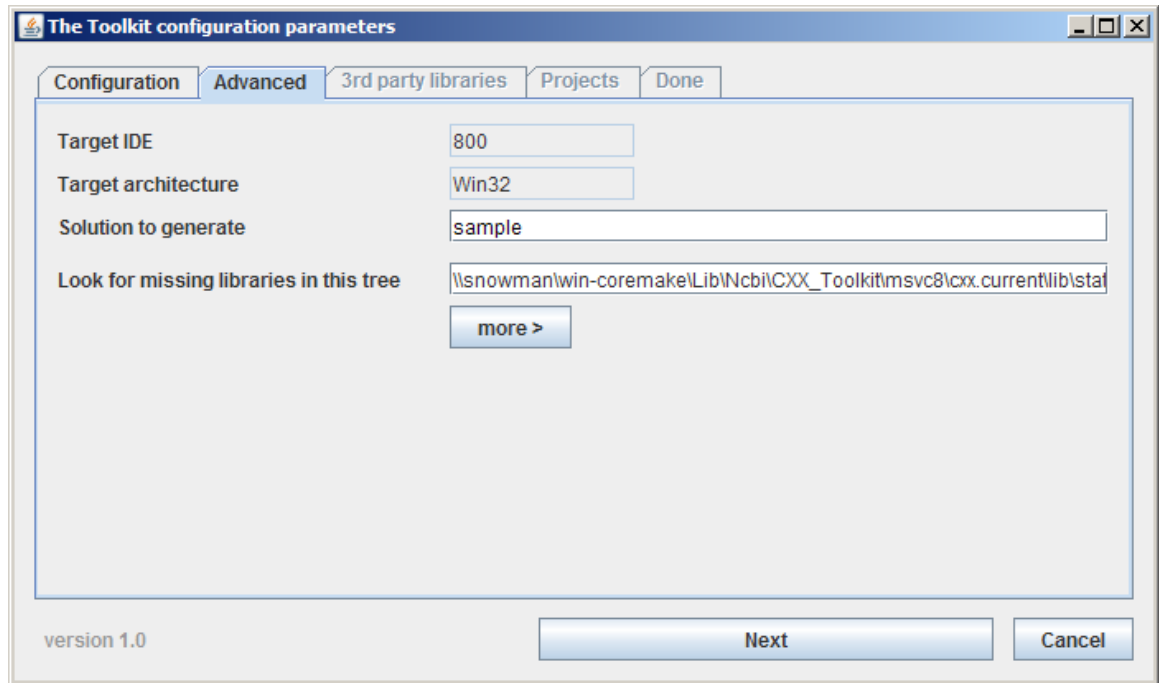 The Toolkit configuration parameters
Configuration Advanced 3rd party libraries Projects Done
Target IDE 800
Target architecture Win32
Solution to generate sample
Look for missing libraries in this tree \\snowman\win-coremake\Lib\Ncbi\CXX_Toolkit\msvc8\cxx.current\lib\stat
more >
version 1.0 Next Cancel